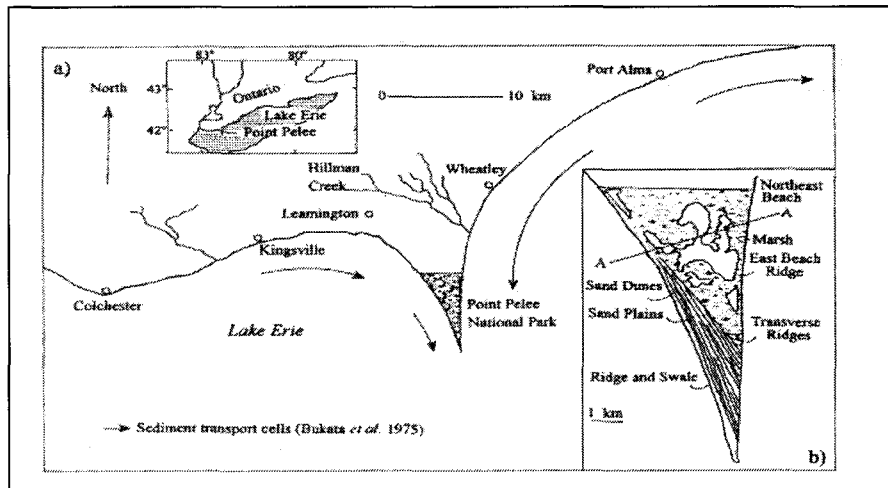 a)
83°
80°
43°
42°
Ontario
Lake Erie
Point Pelee
North
0
10 km
Port Alma
Hillman
Creek
Wheatley
Leamington
Kingsville
Colchester
Lake Erie
Point Pelee
National Park
Sediment transport cells (Bukata et al. 1975)
Northeast
Beach
A
Marsh
A
East Beach
Ridge
Sand Dunes
Sand Plains
Transverse
Ridges
Ridge and Swale
1 km
b)